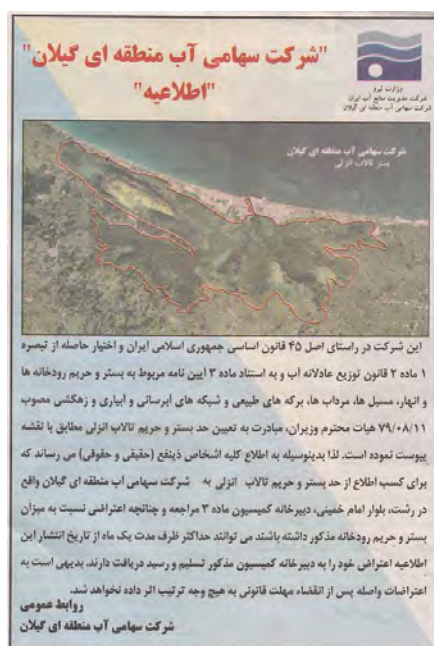 "شرکت سهامی آب منطقه ای گیلان"
"اطلاعیه"
وزارت نیرو
شرکت مدیریت منابع آب ایران
شرکت سهامی آب منطقه ای گیلان
شرکت سهامی آب منطقه ای گیلان
بستر تالاب انزلی
این شرکت در راستای اصل ۴۵ قانون اساسی جمهوری اسلامی ایران و اختیار حاصله از تبصره
۱ ماده ۲ قانون توزیع عادلانه آب و به استناد ماده ۳ آیین نامه مربوط به بستر و حریم رودخانه ها
و انهار، مسیل ها، مرداب ها، برکه های طبیعی و شبکه های آبرسانی و آبیاری و زهکشی مصوب
۷۹/۰۸/۱۱ هیات محترم وزیران، مبادرت به تعیین حد بستر و حریم تالاب انزلی مطابق با نقشه
پیوست نموده است. لذا بدینوسیله به اطلاع کلیه اشخاص ذینفع (حقیقی و حقوقی) می رساند که
برای کسب اطلاع از حد بستر و حریم تالاب انزلی به شرکت سهامی آب منطقه ای گیلان واقع
در رشت، بلوار امام خمینی، دبیرخانه کمیسیون ماده ۳ مراجعه و چنانچه اعتراضی نسبت به میزان
بستر و حریم رودخانه مذکور داشته باشند می توانند حداکثر ظرف مدت یک ماه از تاریخ انتشار این
اطلاعیه اعتراض خود را به دبیرخانه کمیسیون مذکور تسلیم و رسید دریافت دارند. بدیهی است به
اعتراضات واصله پس از انقضاء مهلت قانونی به هیچ وجه ترتیب اثر داده نخواهد شد.
روابط عمومی
شرکت سهامی آب منطقه ای گیلان